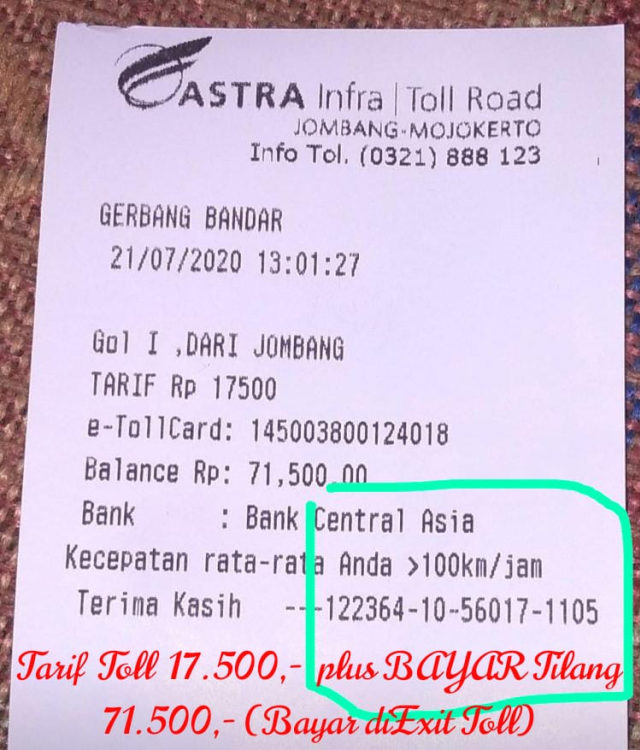 ASTRA Infra | Toll Road
JOMBANG-MOJOKERTO
Info Tol. (0321) 888 123
GERBANG BANDAR
21/07/2020 13:01:27
Gol I ,DARI JOMBANG
TARIF Rp 17500
e-TollCard: 145003800124018
Balance Rp: 71,500.00
Bank : Bank Central Asia
Kecepatan rata-rata Anda >100km/jam
Terima Kasih ---122364-10-56017-1105
Tarif Toll 17.500,- plus BAYAR Tilang
71.500,- (Bayar diExit Toll)